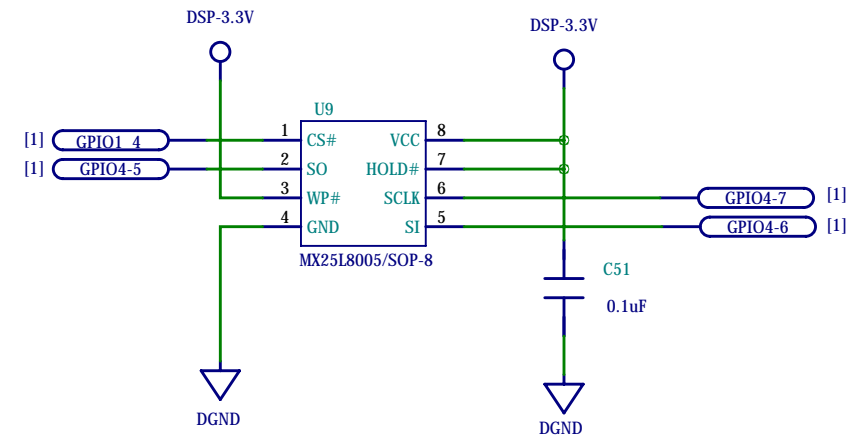 DSP-3.3V
DSP-3.3V
U9
[1] GPIO1_4 1 CS# VCC 8
[1] GPIO4-5 2 SO HOLD# 7
3 WP# SCLK 6 GPIO4-7 [1]
4 GND SI 5 GPIO4-6 [1]
MX25L8005/SOP-8
C51
0.1uF
DGND
DGND